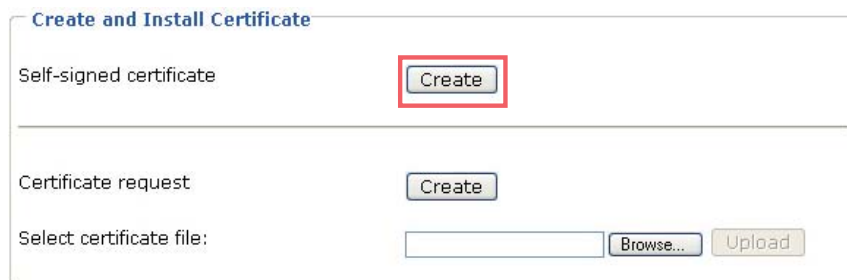 Create and Install Certificate
Self-signed certificate Create
Certificate request Create
Select certificate file: Browse... Upload